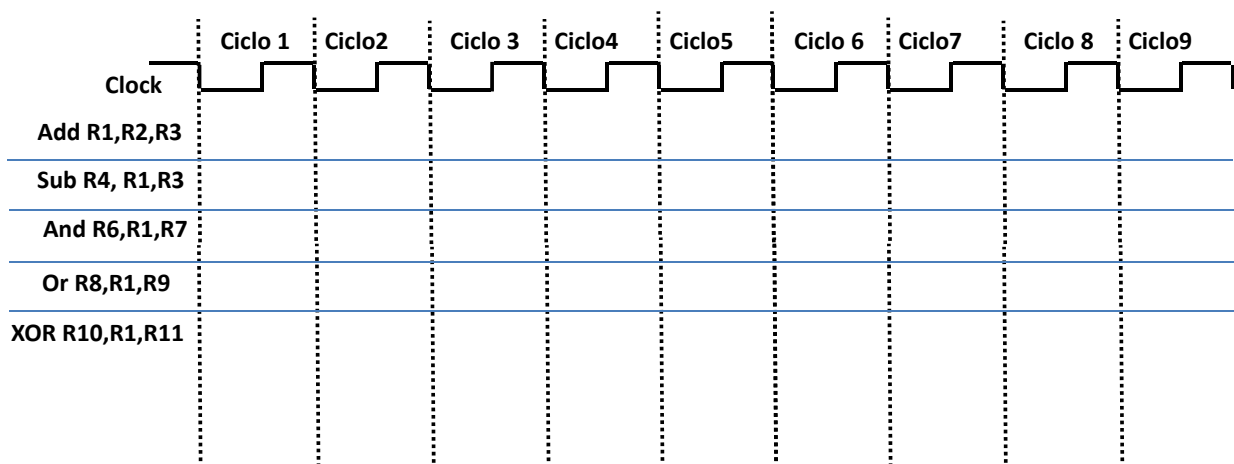 Ciclo 1 Ciclo2 Ciclo 3 Ciclo4 Ciclo5 Ciclo 6 Ciclo7 Ciclo 8 Ciclo9
Clock
Add R1,R2,R3
Sub R4, R1,R3
And R6,R1,R7
Or R8,R1,R9
XOR R10,R1,R11